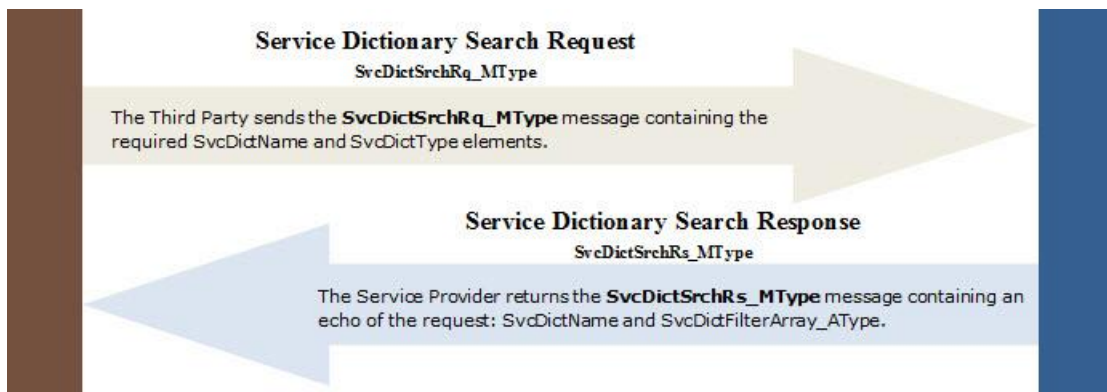 Service Dictionary Search Request
SvcDictSrchRq_MType
The Third Party sends the SvcDictSrchRq_MType message containing the
required SvcDictName and SvcDictType elements.
Service Dictionary Search Response
SvcDictSrchRs_MType
The Service Provider returns the SvcDictSrchRs_MType message containing an
echo of the request: SvcDictName and SvcDictFilterArray_AType.